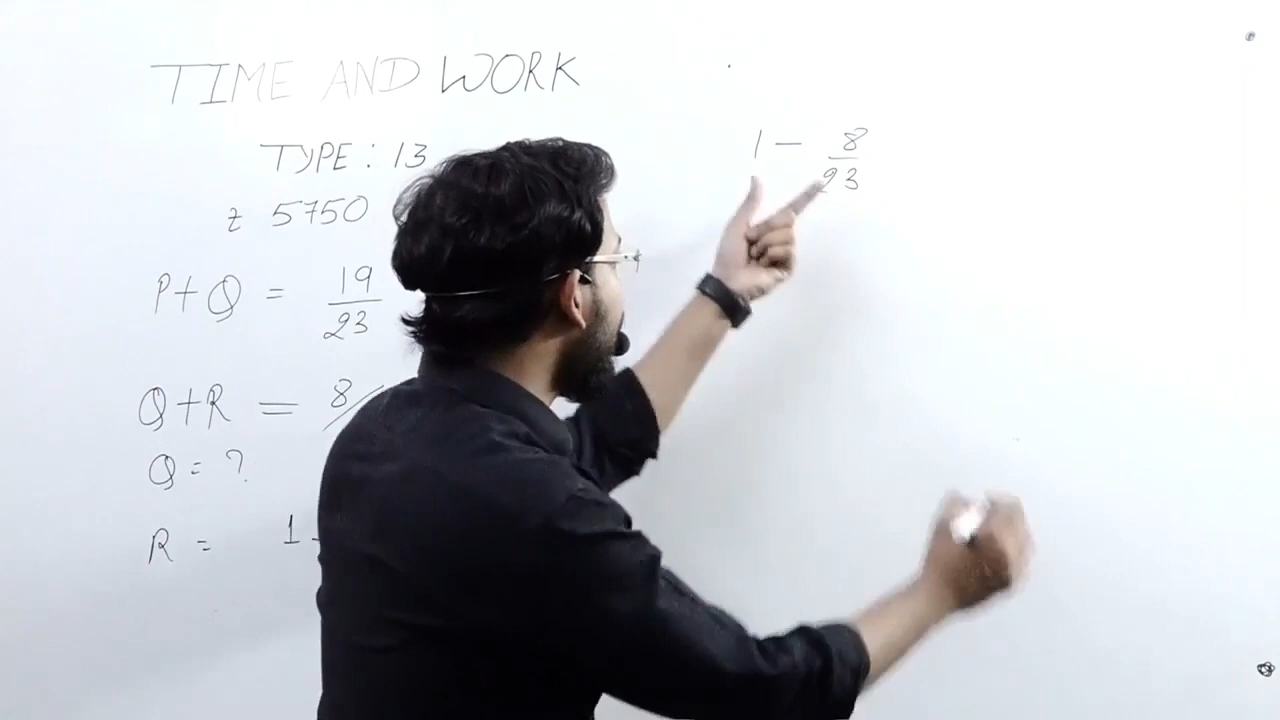 TIME AND WORK
TYPE : 13
z 5750
P+Q = 19/23
Q+R = 8/
Q = ?
R = 1 -
1 - 8/23